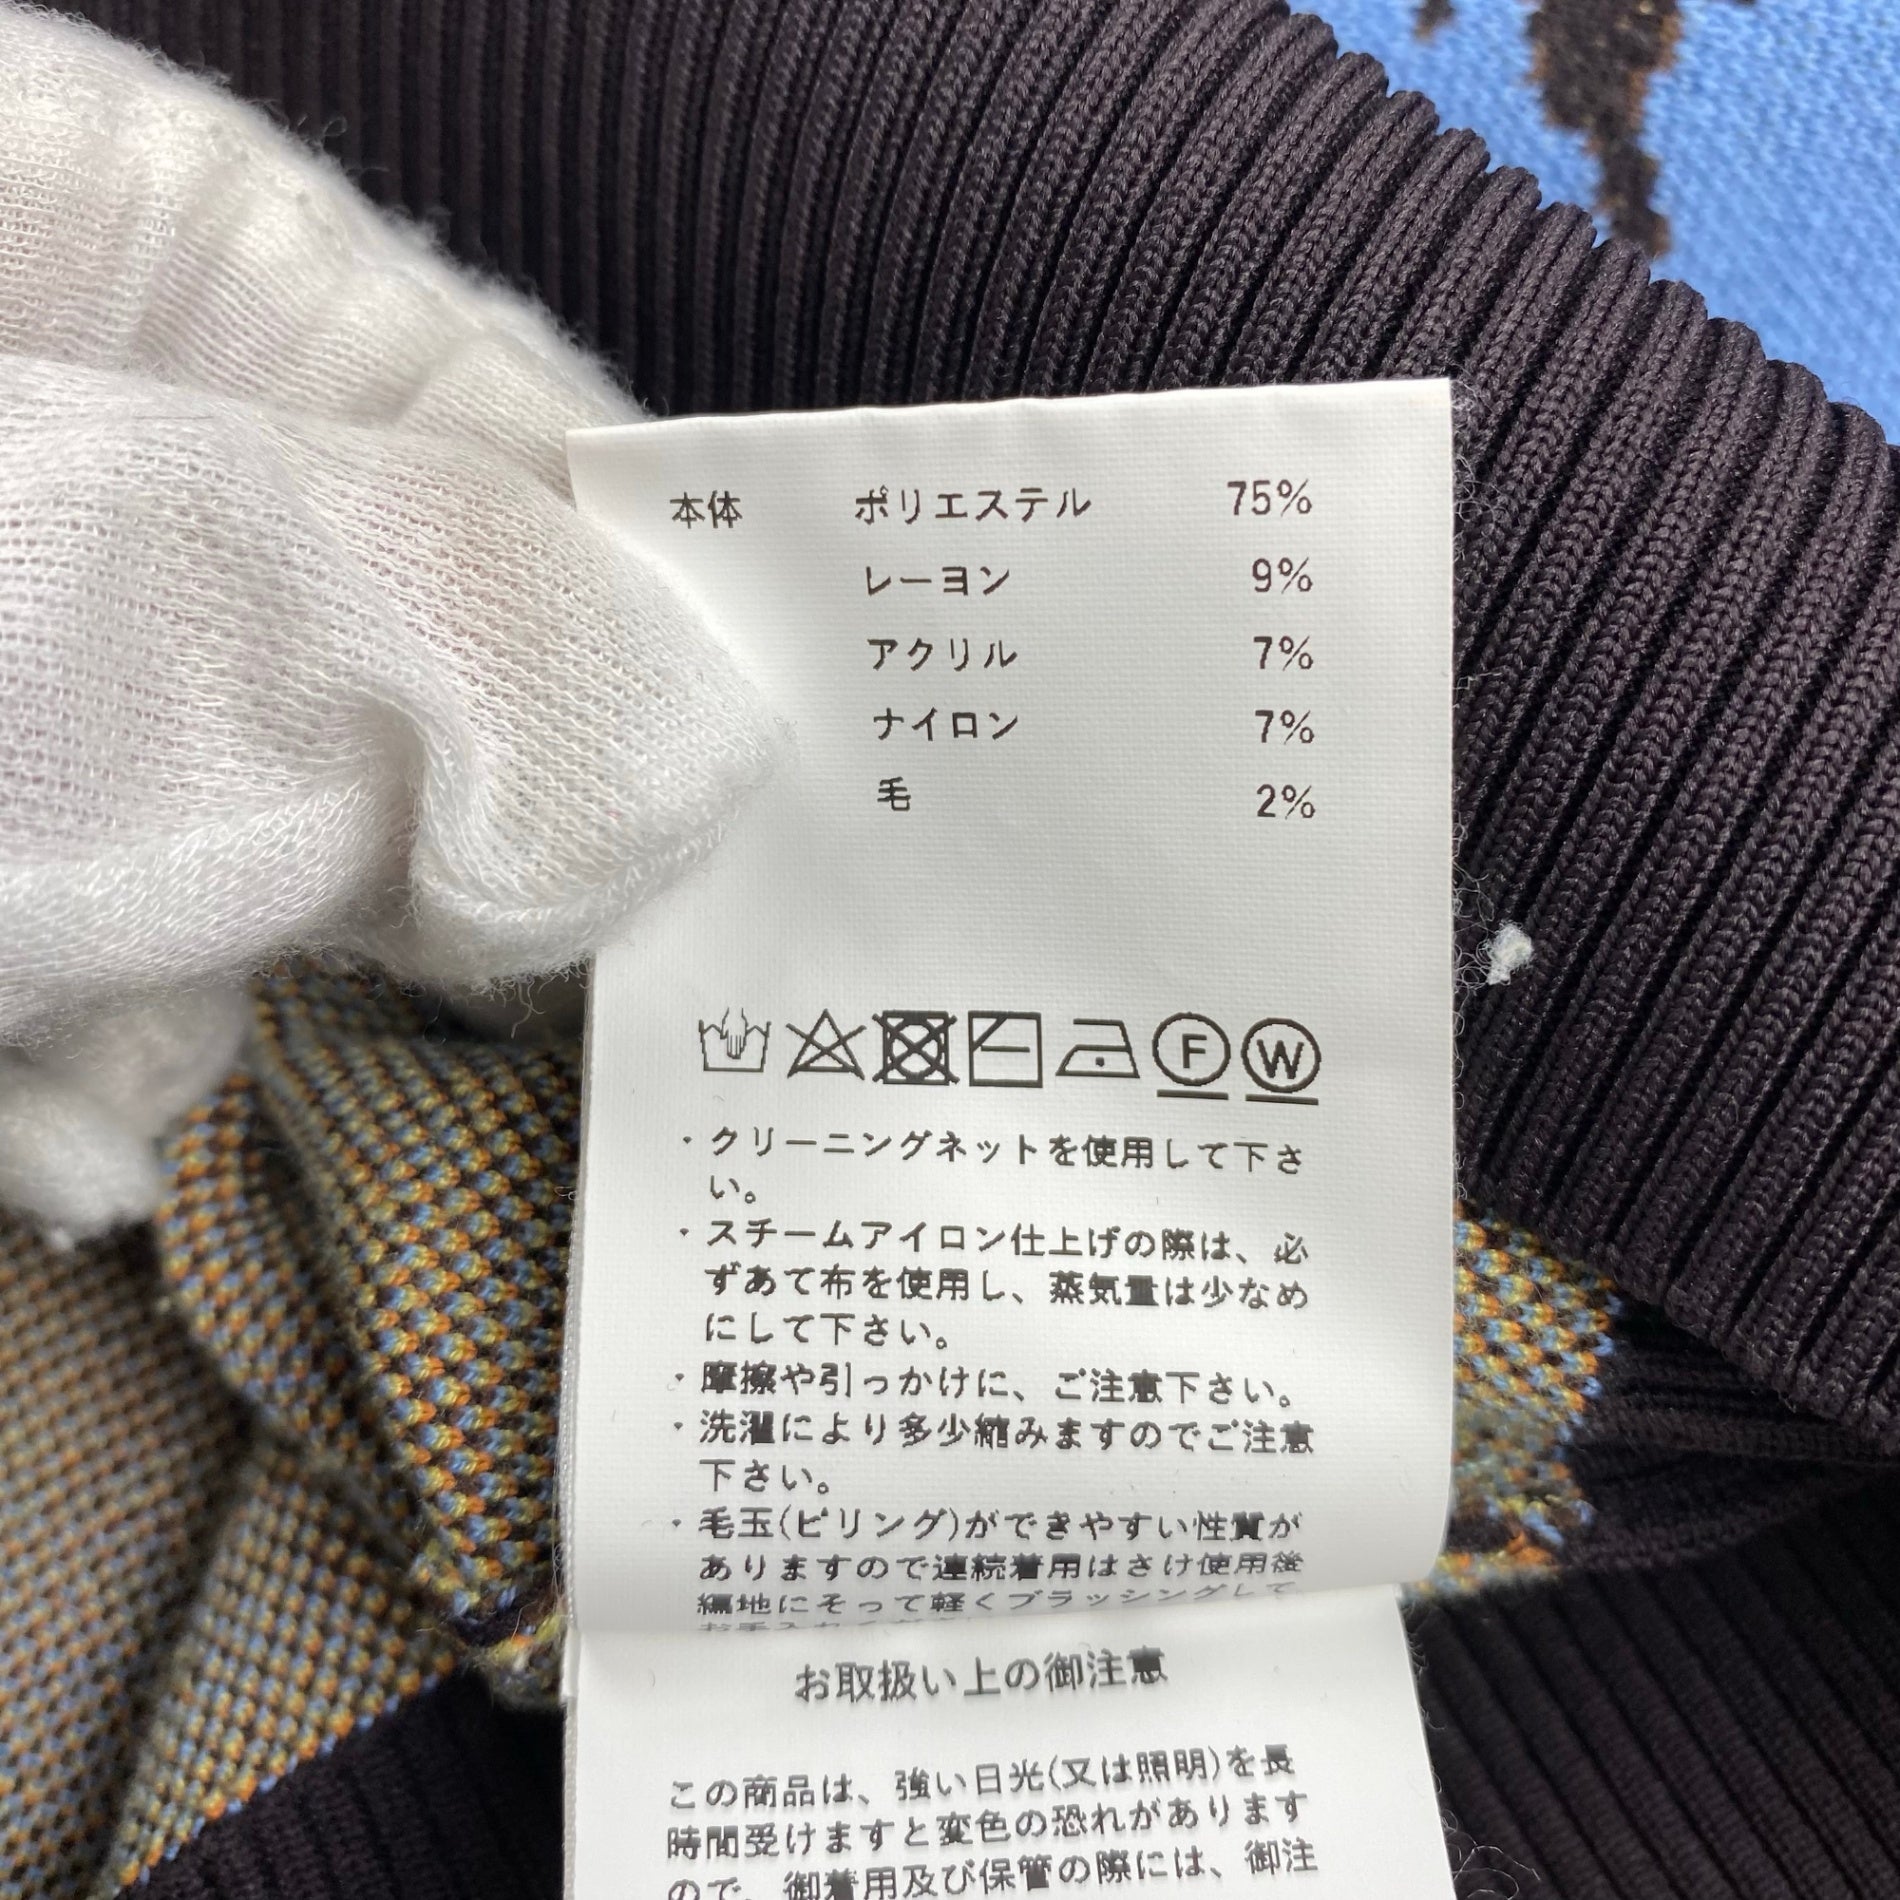 本体 ポリエステル 75%
レーヨン 9%
アクリル 7%
ナイロン 7%
毛 2%
F W
・クリーニングネットを使用して下さ
い。
・スチームアイロン仕上げの際は、必
ずあて布を使用し、蒸気量は少なめ
にして下さい。
・摩擦や引っかけに、ご注意下さい。
・洗濯により多少縮みますのでご注意
下さい。
・毛玉(ピリング)ができやすい性質が
ありますので連続着用はさけ使用後
編地にそって軽くブラッシングして
お取扱い上の御注意
この商品は、強い日光(又は照明)を長
時間受けますと変色の恐れがあります
ので、御着用及び保管の際には、御注